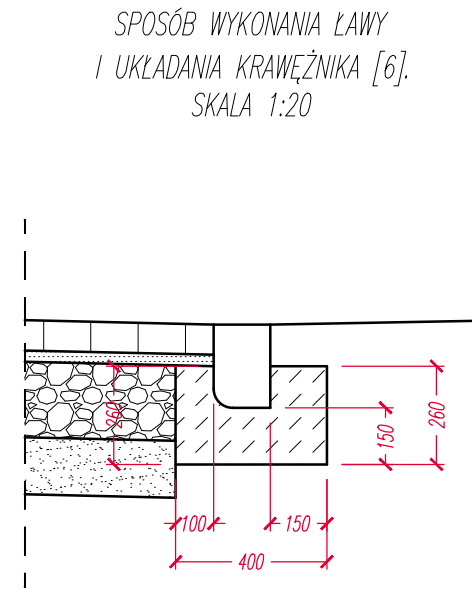 SPOSÓB WYKONANIA ŁAWY
I UKŁADANIA KRAWĘŻNIKA [6].
SKALA 1:20
260
150
260
100
150
400